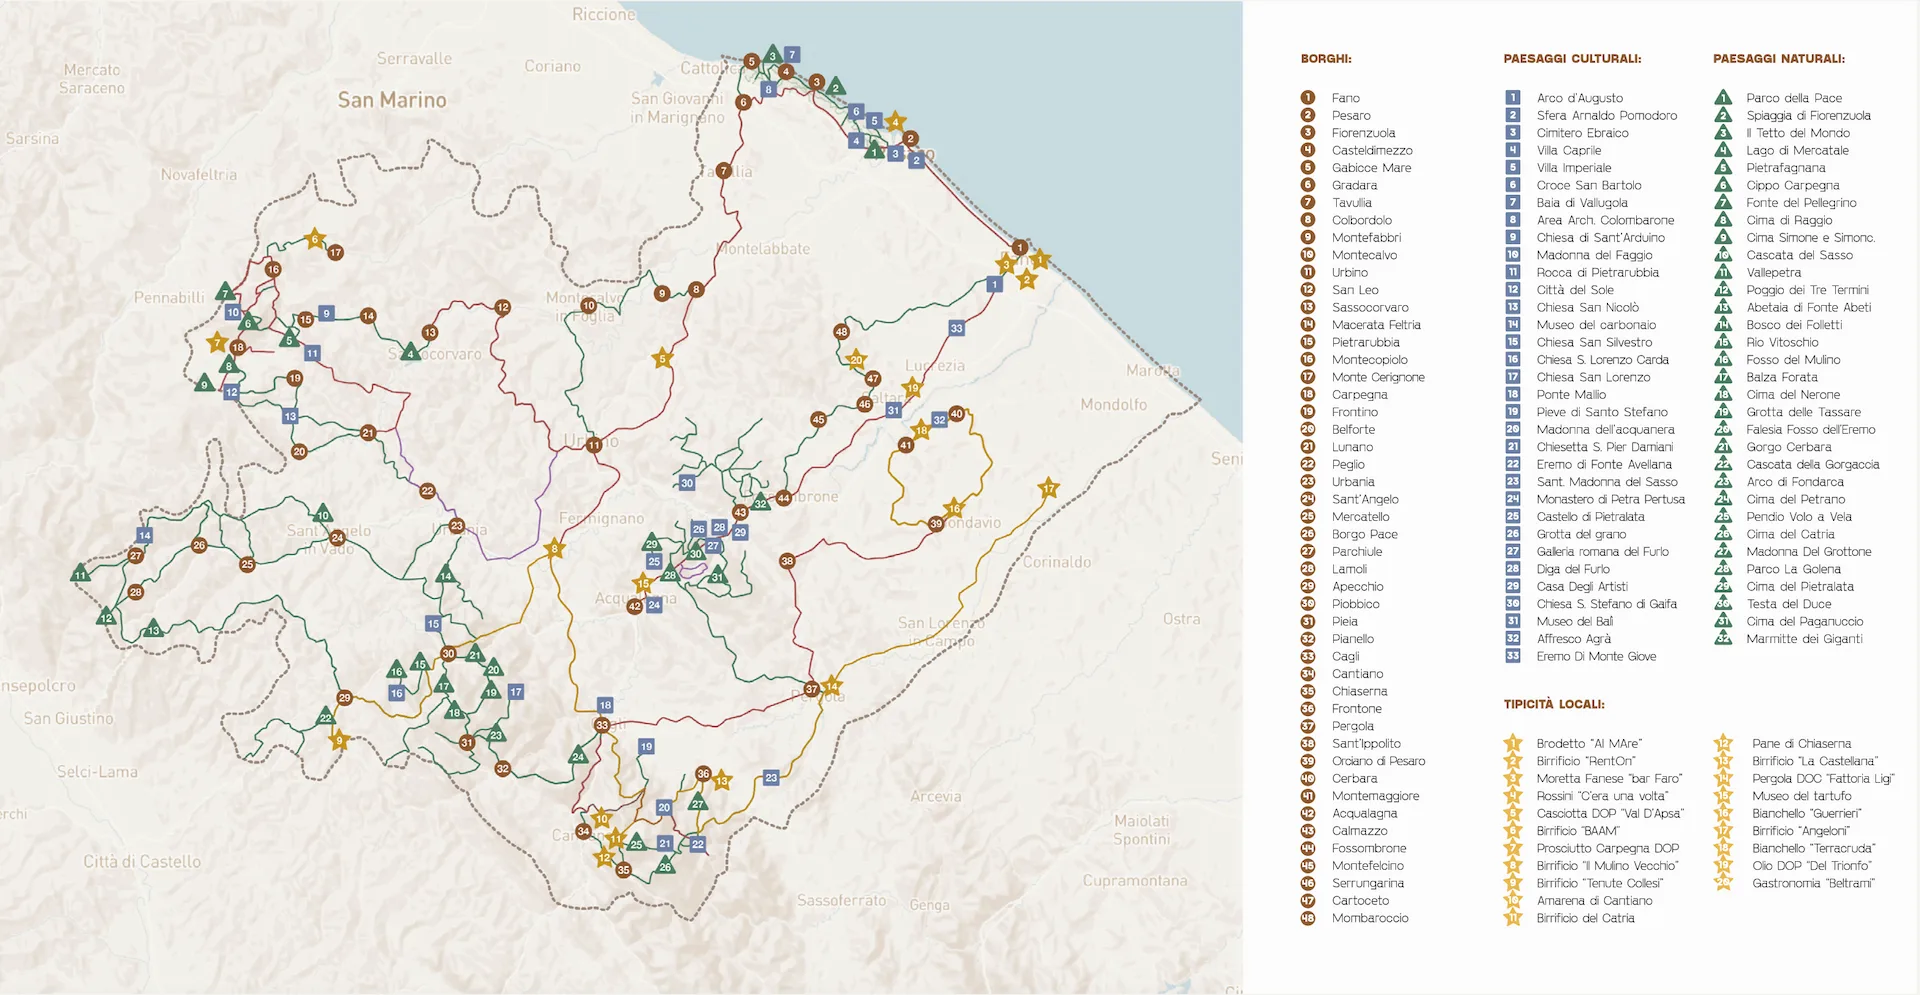 Riccione
Serravalle
Coriano
Cattolica
Mercato
Saraceno
San Marino
San Giovanni
in Marignano
Sarsina
Novafeltria
Montelabbate
Pennabilli
Montecalvo
in Foglia
Lucrezia
Marotta
Mondolfo
Urbino
Seni
Fermignano
Sant'Angelo
in Vado
Corinaldo
San Lorenzo
in Campo
Ostra
nsepolcro
San Giustino
Selci-Lama
Arcevia
Maiolati
Spontini
erchi
Città di Castello
Cupramontana
Sassoferrato
Genga
BORGHI:
1 Fano
2 Pesaro
3 Fiorenzuola
4 Casteldimezzo
5 Gabicce Mare
6 Gradara
7 Tavullia
8 Colbordolo
9 Montefabbri
10 Montecalvo
11 Urbino
12 San Leo
13 Sassocorvaro
14 Macerata Feltria
15 Pietrarubbia
16 Montecopiolo
17 Monte Cerignone
18 Carpegna
19 Frontino
20 Belforte
21 Lunano
22 Peglio
23 Urbania
24 Sant'Angelo
25 Mercatello
26 Borgo Pace
27 Parchiule
28 Lamoli
29 Apecchio
30 Piobbico
31 Pieia
32 Pianello
33 Cagli
34 Cantiano
35 Chiaserna
36 Frontone
37 Pergola
38 Sant'Ippolito
39 Orciano di Pesaro
40 Cerbara
41 Montemaggiore
42 Acqualagna
43 Calmazzo
44 Fossombrone
45 Montefelcino
46 Serrungarina
47 Cartoceto
48 Mombaroccio
PAESAGGI CULTURALI:
1 Arco d'Augusto
2 Sfera Arnaldo Pomodoro
3 Cimitero Ebraico
4 Villa Caprile
5 Villa Imperiale
6 Croce San Bartolo
7 Baia di Vallugola
8 Area Arch. Colombarone
9 Chiesa di Sant'Arduino
10 Madonna del Faggio
11 Rocca di Pietrarubbia
12 Città del Sole
13 Chiesa San Nicolò
14 Museo del carbonaio
15 Chiesa San Silvestro
16 Chiesa S. Lorenzo Carda
17 Chiesa San Lorenzo
18 Ponte Mallio
19 Pieve di Santo Stefano
20 Madonna dell'acquanera
21 Chiesetta S. Pier Damiani
22 Eremo di Fonte Avellana
23 Sant. Madonna del Sasso
24 Monastero di Petra Pertusa
25 Castello di Pietralata
26 Grotta del grano
27 Galleria romana del Furlo
28 Diga del Furlo
29 Casa Degli Artisti
30 Chiesa S. Stefano di Gaifa
31 Museo del Balì
32 Affresco Agrà
33 Eremo Di Monte Giove
PAESAGGI NATURALI:
1 Parco della Pace
2 Spiaggia di Fiorenzuola
3 Il Tetto del Mondo
4 Lago di Mercatale
5 Pietrafagnana
6 Cippo Carpegna
7 Fonte del Pellegrino
8 Cima di Raggio
9 Cima Simone e Simonc.
10 Cascata del Sasso
11 Vallepetra
12 Poggio dei Tre Termini
13 Abetaia di Fonte Abeti
14 Bosco dei Folletti
15 Rio Vitoschio
16 Fosso del Mulino
17 Balza Forata
18 Cima del Nerone
19 Grotta delle Tassare
20 Falesia Fosso dell'Eremo
21 Gorgo Cerbara
22 Cascata della Gorgaccia
23 Arco di Fondarca
24 Cima del Petrano
25 Pendio Volo a Vela
26 Cima del Catria
27 Madonna Del Grottone
28 Parco La Golena
29 Cima del Pietralata
30 Testa del Duce
31 Cima del Paganuccio
32 Marmitte dei Giganti
TIPICITÀ LOCALI:
1 Brodetto "Al MAre"
2 Birrificio "RentOn"
3 Moretta Fanese "bar Faro"
4 Rossini "C'era una volta"
5 Casciotta DOP "Val D'Apsa"
6 Birrificio "BAAM"
7 Prosciutto Carpegna DOP
8 Birrificio "Il Mulino Vecchio"
9 Birrificio "Tenute Collesi"
10 Amarena di Cantiano
11 Birrificio del Catria
12 Pane di Chiaserna
13 Birrificio "La Castellana"
14 Pergola DOC "Fattoria Ligi"
15 Museo del tartufo
16 Bianchello "Guerrieri"
17 Birrificio "Angeloni"
18 Bianchello "Terracruda"
19 Olio DOP "Del Trionfo"
20 Gastronomia "Beltrami"